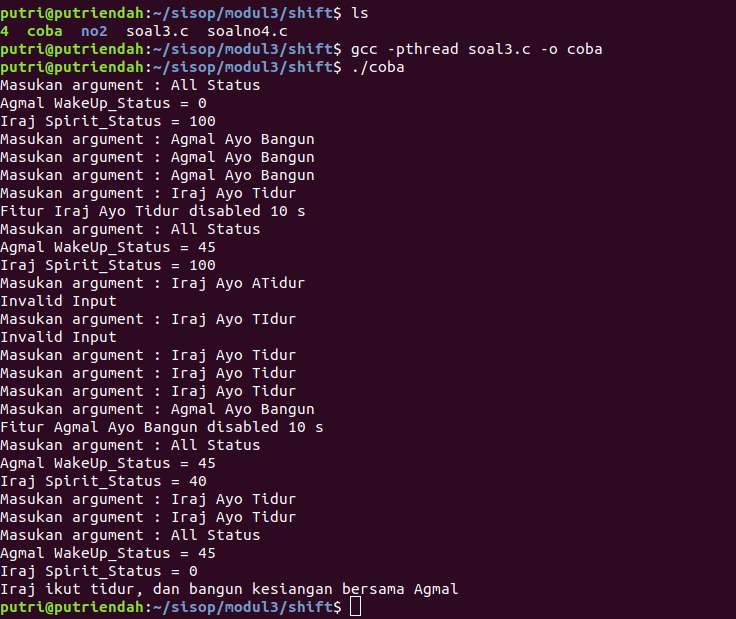 putri@putriendah:~/sisop/modul3/shift$ ls
4  coba  no2  soal3.c  soalno4.c
putri@putriendah:~/sisop/modul3/shift$ gcc -pthread soal3.c -o coba
putri@putriendah:~/sisop/modul3/shift$ ./coba
Masukan argument : All Status
Agmal WakeUp_Status = 0
Iraj Spirit_Status = 100
Masukan argument : Agmal Ayo Bangun
Masukan argument : Agmal Ayo Bangun
Masukan argument : Agmal Ayo Bangun
Masukan argument : Iraj Ayo Tidur
Fitur Iraj Ayo Tidur disabled 10 s
Masukan argument : All Status
Agmal WakeUp_Status = 45
Iraj Spirit_Status = 100
Masukan argument : Iraj Ayo ATidur
Invalid Input
Masukan argument : Iraj Ayo TIdur
Invalid Input
Masukan argument : Iraj Ayo Tidur
Masukan argument : Iraj Ayo Tidur
Masukan argument : Iraj Ayo Tidur
Masukan argument : Agmal Ayo Bangun
Fitur Agmal Ayo Bangun disabled 10 s
Masukan argument : All Status
Agmal WakeUp_Status = 45
Iraj Spirit_Status = 40
Masukan argument : Iraj Ayo Tidur
Masukan argument : Iraj Ayo Tidur
Masukan argument : All Status
Agmal WakeUp_Status = 45
Iraj Spirit_Status = 0
Iraj ikut tidur, dan bangun kesiangan bersama Agmal
putri@putriendah:~/sisop/modul3/shift$